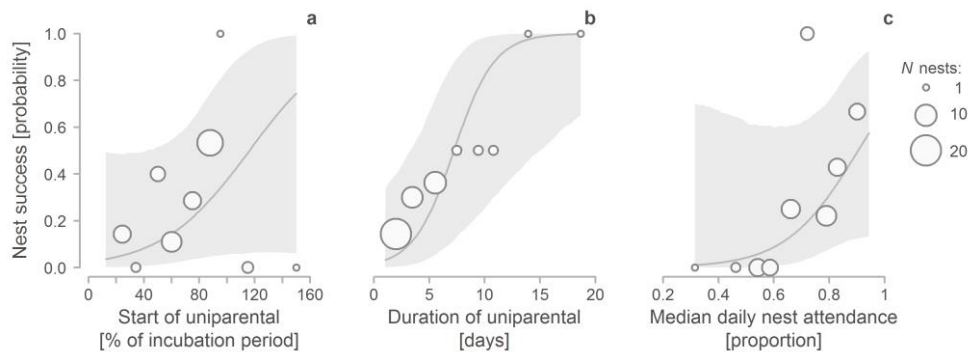 a
b
c
Nest success [probability]
1.0
0.8
0.6
0.4
0.2
0.0
0 40 80 120 160
Start of uniparental
[% of incubation period]
0 5 10 15 20
Duration of uniparental
[days]
0.2 0.4 0.6 0.8 1
Median daily nest attendance
[proportion]
N nests:
1
10
20